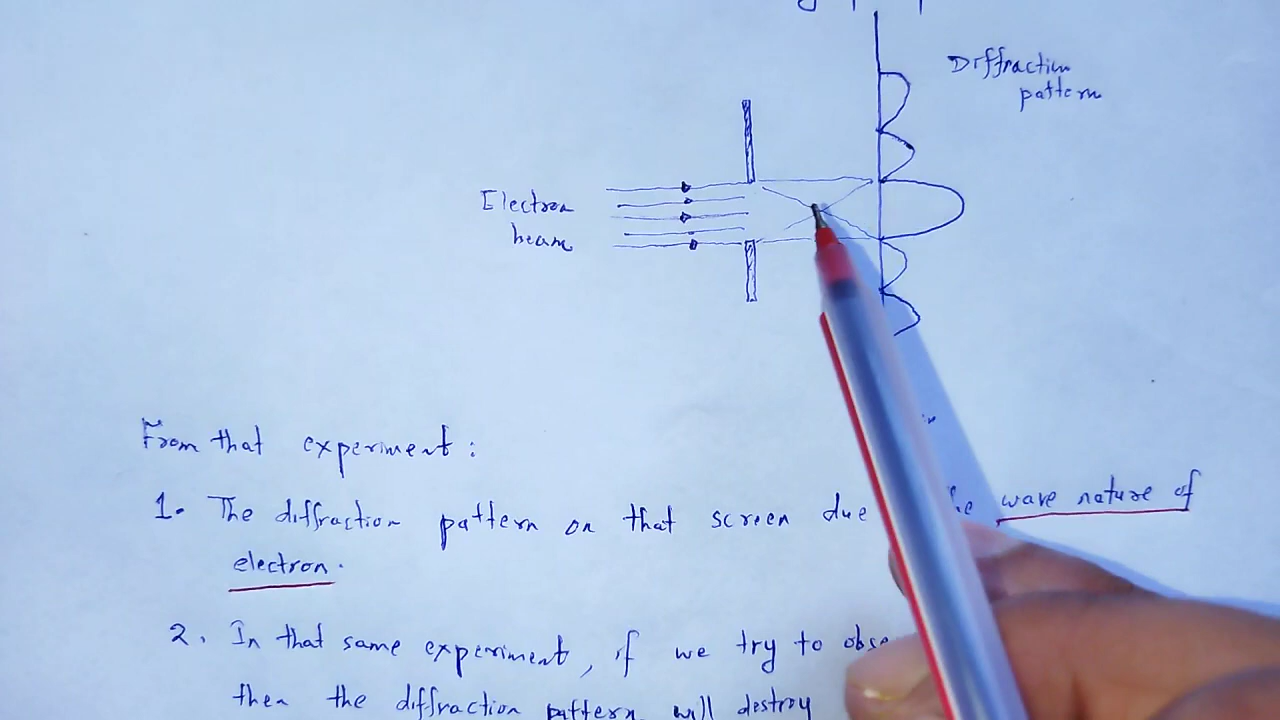 Diffraction
pattern
Electron
beam
From that experiment :
1. The diffraction pattern on that screen due wave nature of
electron.
2. In that same experiment, if we try to
then the diffraction pattern will destroy